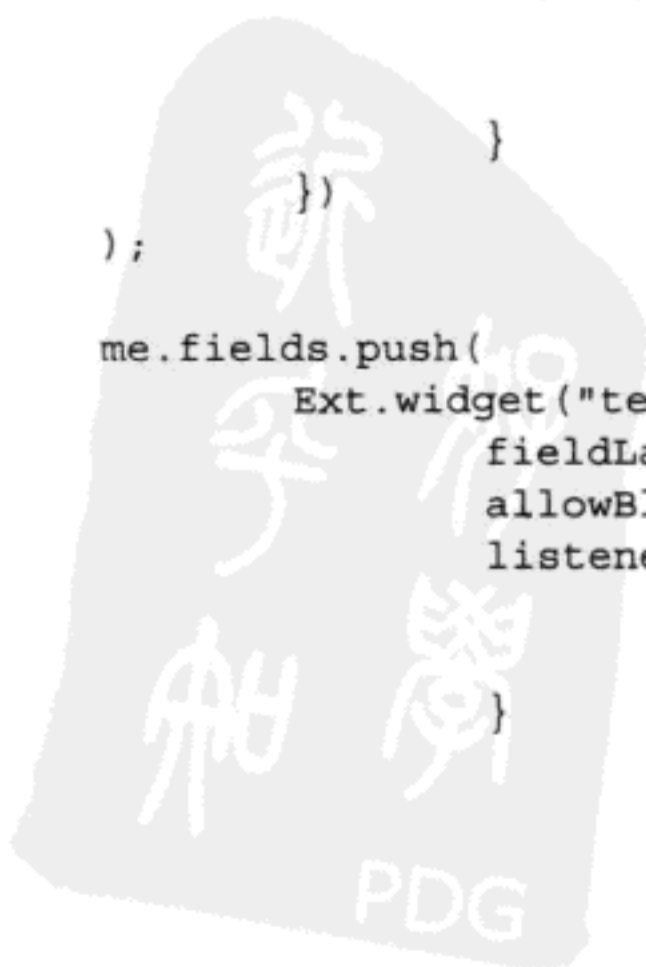 }
})
);
me.fields.push(
Ext.widget("te
fieldLa
allowBl
listene
}
PDG